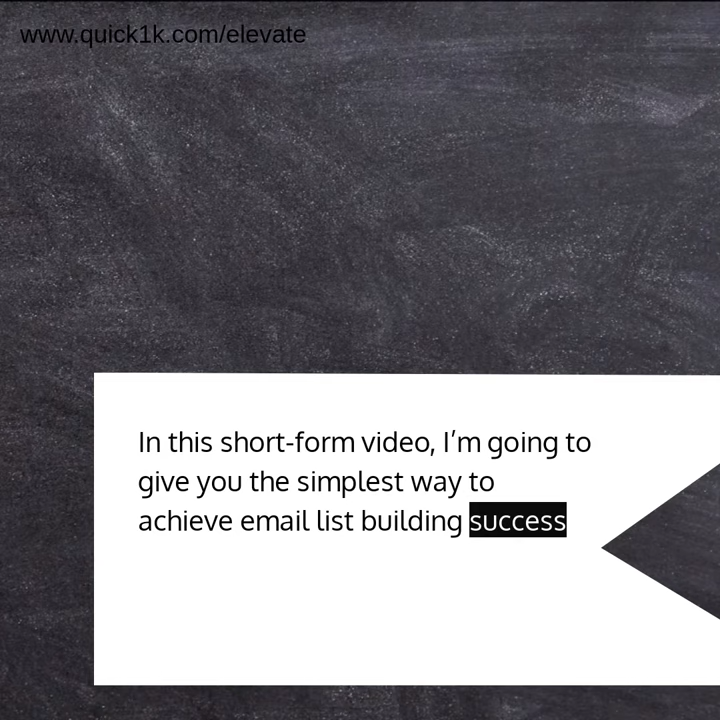 www.quick1k.com/elevate
In this short-form video, I'm going to
give you the simplest way to
achieve email list building success